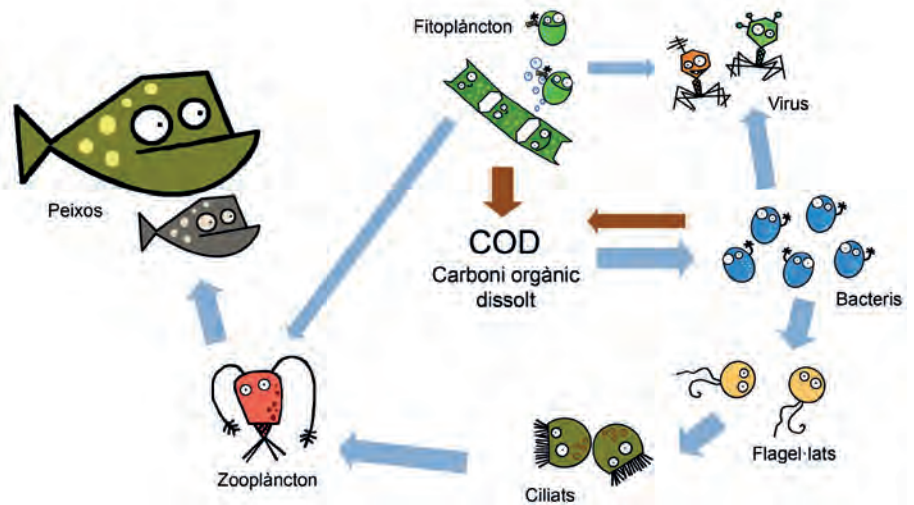 Fitoplàncton
Virus
Peixos
COD
Carboni orgànic
dissolt
Bacteris
Flagel·lats
Zooplàncton
Ciliats